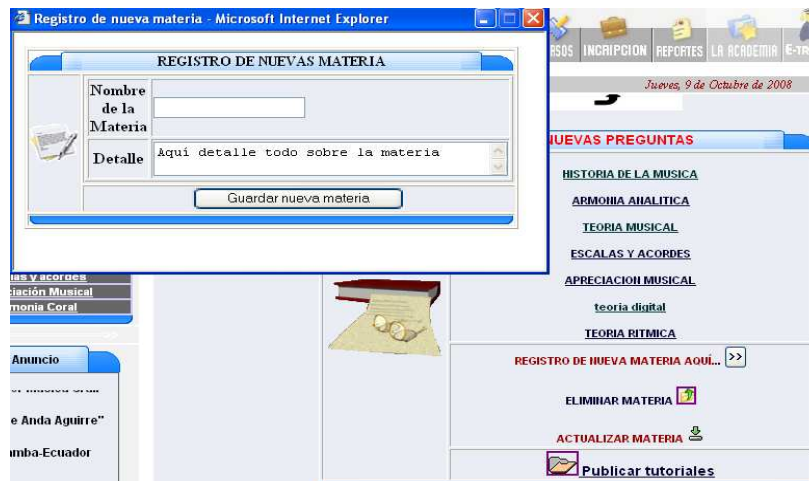 Registro de nueva materia - Microsoft Internet Explorer
REGISTRO DE NUEVAS MATERIA
Nombre
de la
Materia
Detalle
Aquí detalle todo sobre la materia
Guardar nueva materia
INCRIPCION REPORTES LA ACADEMIA
Jueves, 9 de Octubre de 2008
NUEVAS PREGUNTAS
HISTORIA DE LA MUSICA
ARMONIA ANALITICA
TEORIA MUSICAL
ESCALAS Y ACORDES
APRECIACION MUSICAL
teoria digital
TEORIA RITMICA
REGISTRO DE NUEVA MATERIA AQUÍ... >>
ELIMINAR MATERIA
ACTUALIZAR MATERIA
Publicar tutoriales
y acordes
ciación Musical
monia Coral
Anuncio
e Anda Aguirre"
amba-Ecuador